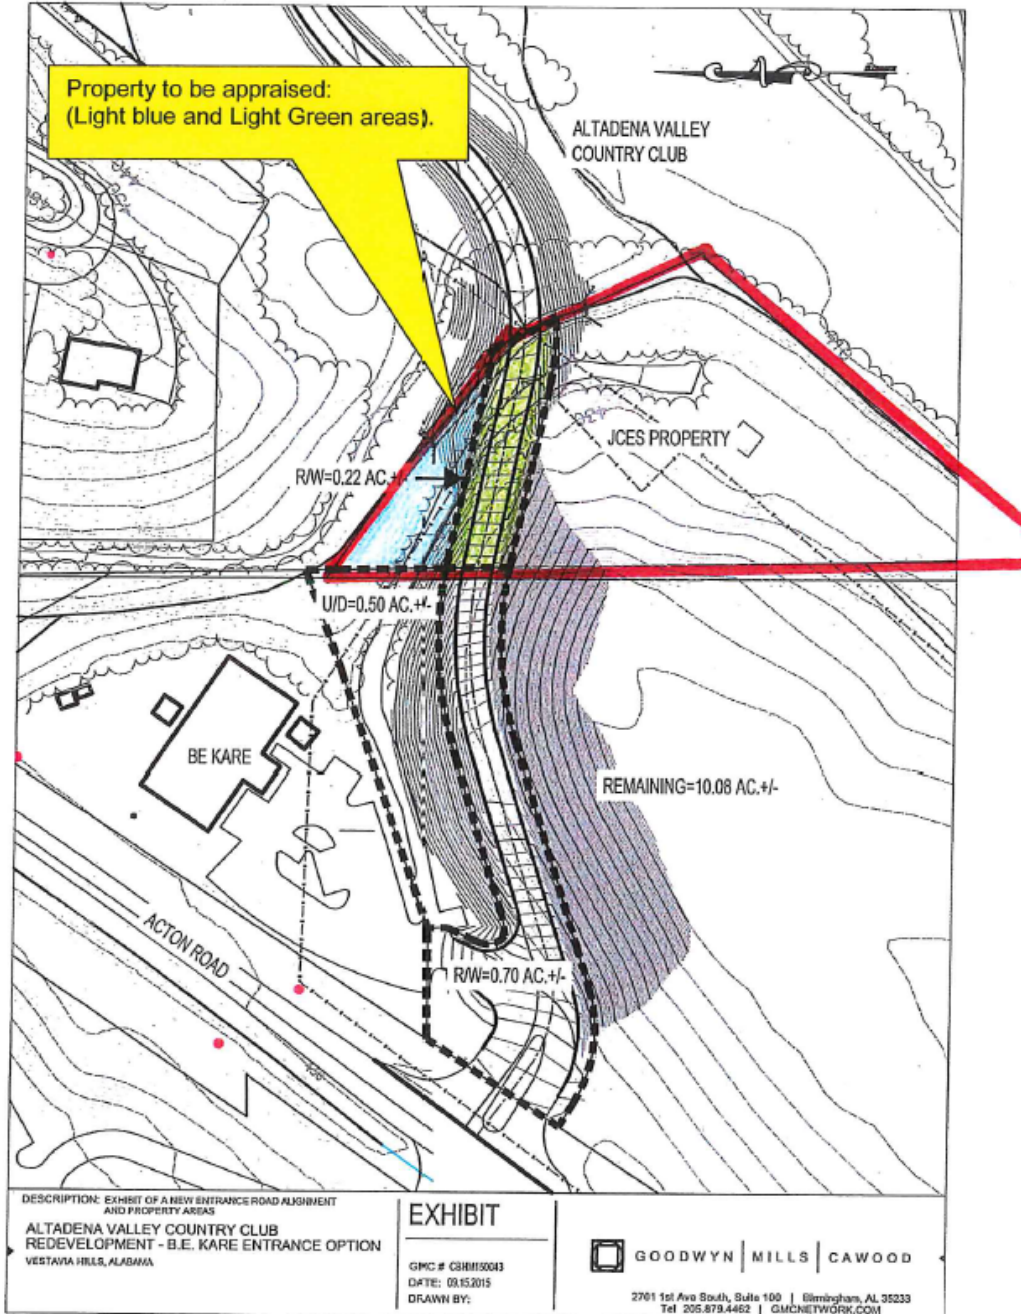 Property to be appraised:
(Light blue and Light Green areas).
ALTADENA VALLEY
COUNTRY CLUB
JCES PROPERTY
R/W=0.22 AC.+/-
U/D=0.50 AC.+/-
BE KARE
REMAINING=10.08 AC.+/-
ACTON ROAD
R/W=0.70 AC.+/-
DESCRIPTION: EXHIBIT OF A NEW ENTRANCE ROAD ALIGNMENT
AND PROPERTY AREAS
ALTADENA VALLEY COUNTRY CLUB
REDEVELOPMENT - B.E. KARE ENTRANCE OPTION
VESTAVIA HILLS, ALABAMA
EXHIBIT
GMC # CBHM150043
DATE: 09.15.2015
DRAWN BY:
GOODWYN | MILLS | CAWOOD
2701 1st Ave South, Suite 100 | Birmingham, AL 35233
Tel 205.879.4462 | GMCNETWORK.COM